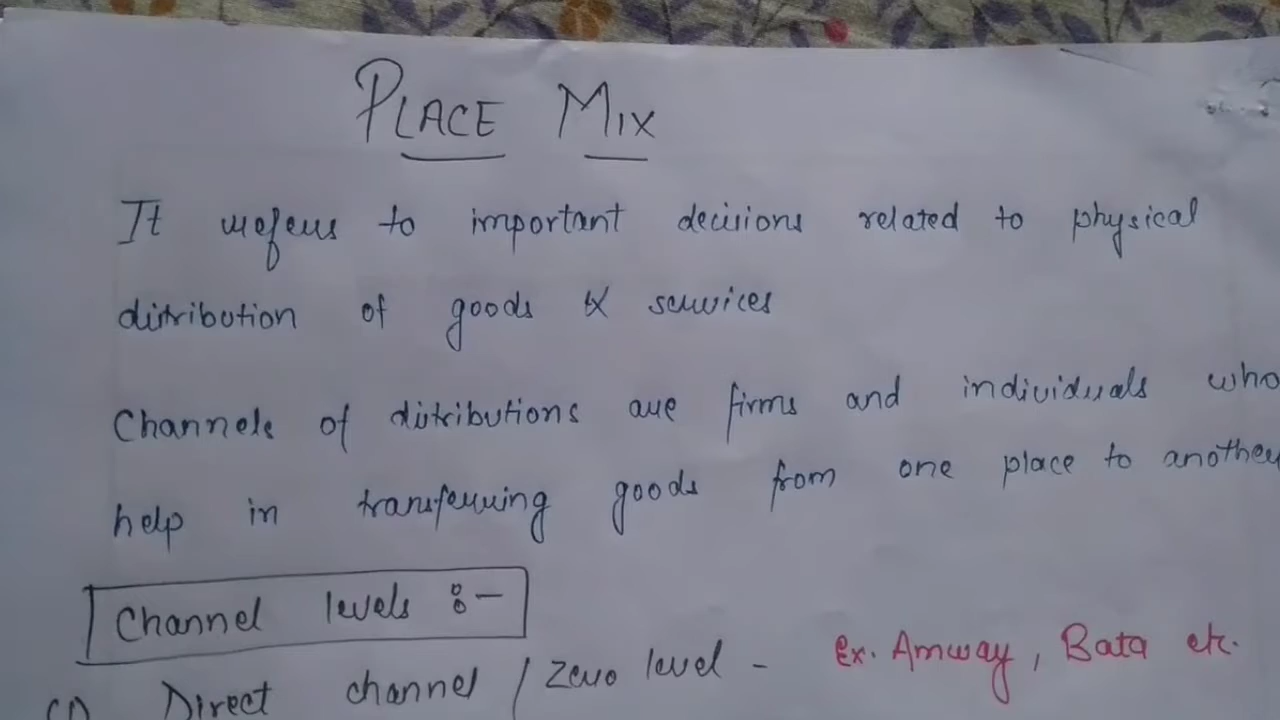 PLACE MIX
It refers to important decisions related to physical
distribution of goods & services
Channels of distributions are firms and individuals who
help in transferring goods from one place to another
Channel levels :-
(1) Direct channel / Zero level - Ex. Amway, Bata etc.